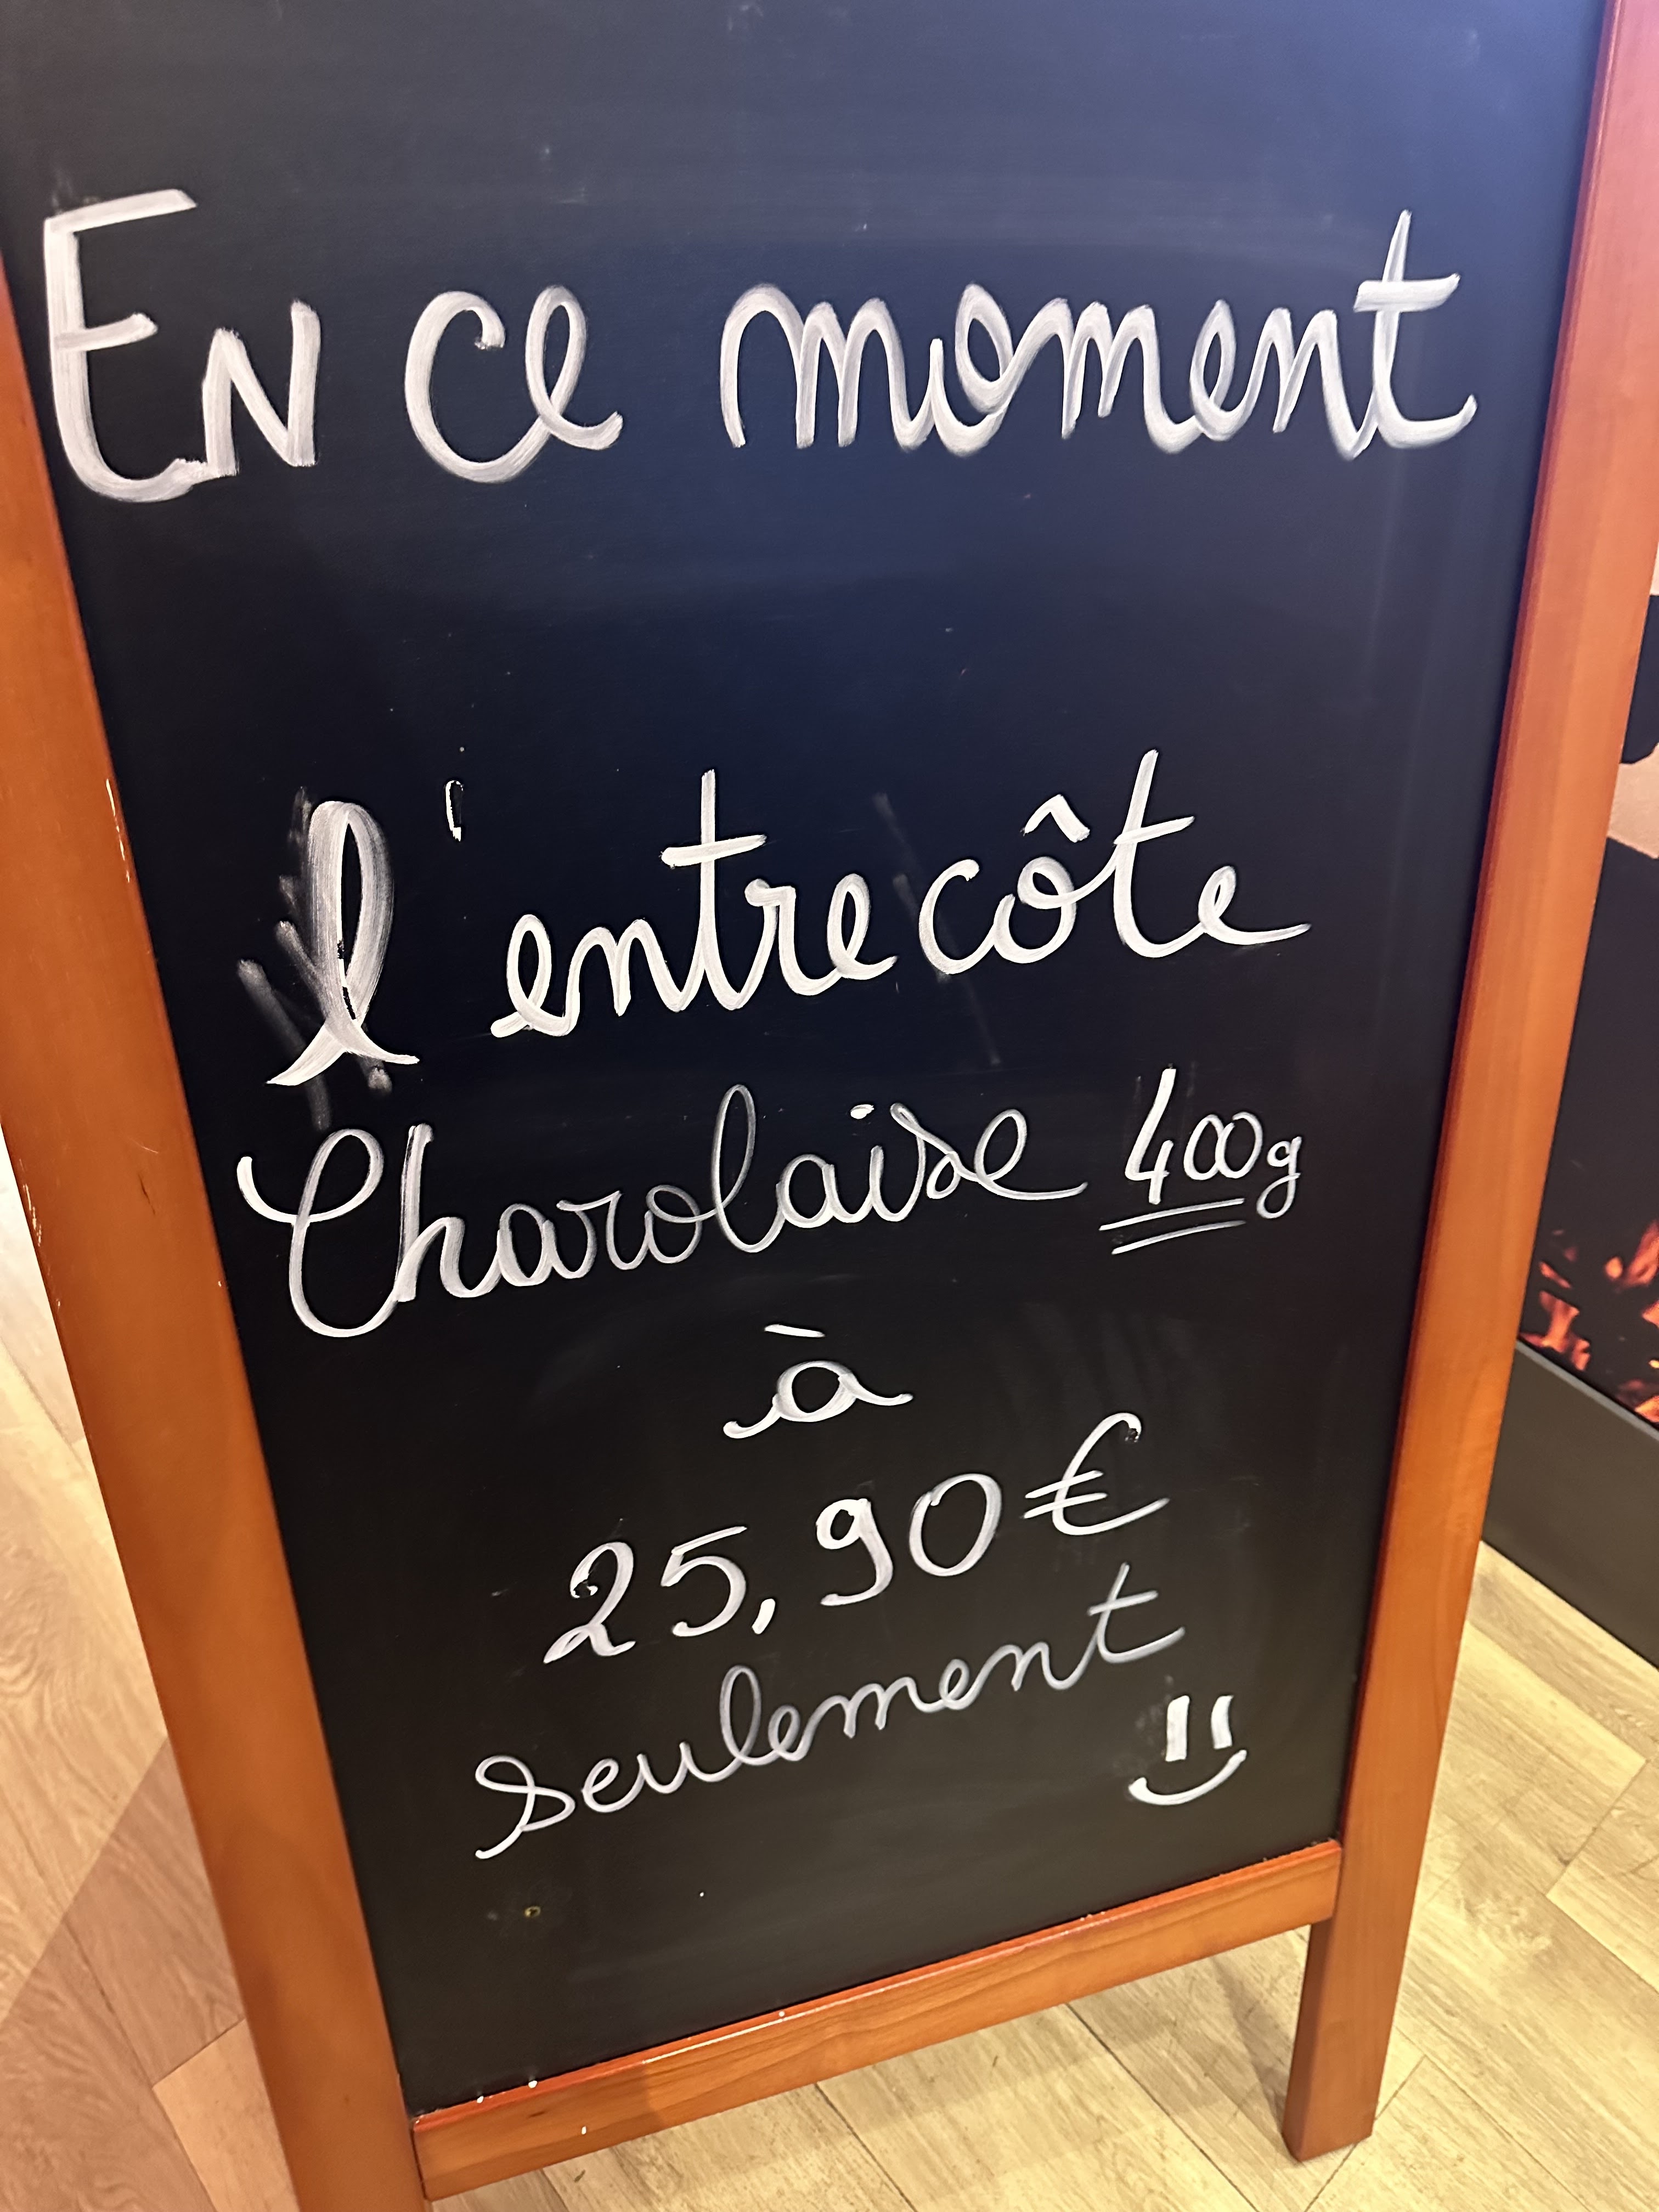 En ce moment
l'entrecôte
Charolaise 400g
à
25,90€
seulement